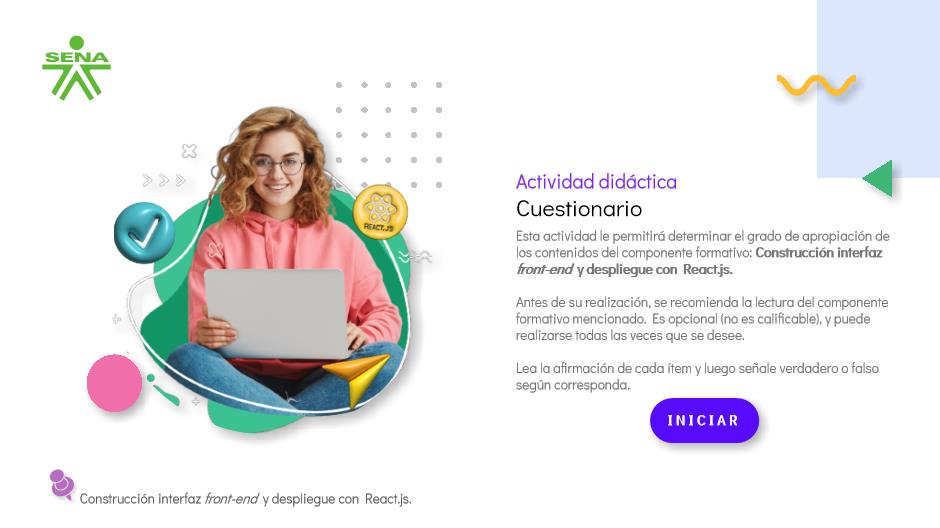 SENA
REACT.JS
Actividad didáctica
Cuestionario
Esta actividad le permitirá determinar el grado de apropiación de
los contenidos del componente formativo: Construcción interfaz
front-end y despliegue con React.js.
Antes de su realización, se recomienda la lectura del componente
formativo mencionado. Es opcional (no es calificable), y puede
realizarse todas las veces que se desee.
Lea la afirmación de cada ítem y luego señale verdadero o falso
según corresponda.
INICIAR
Construcción interfaz front-end y despliegue con React.js.